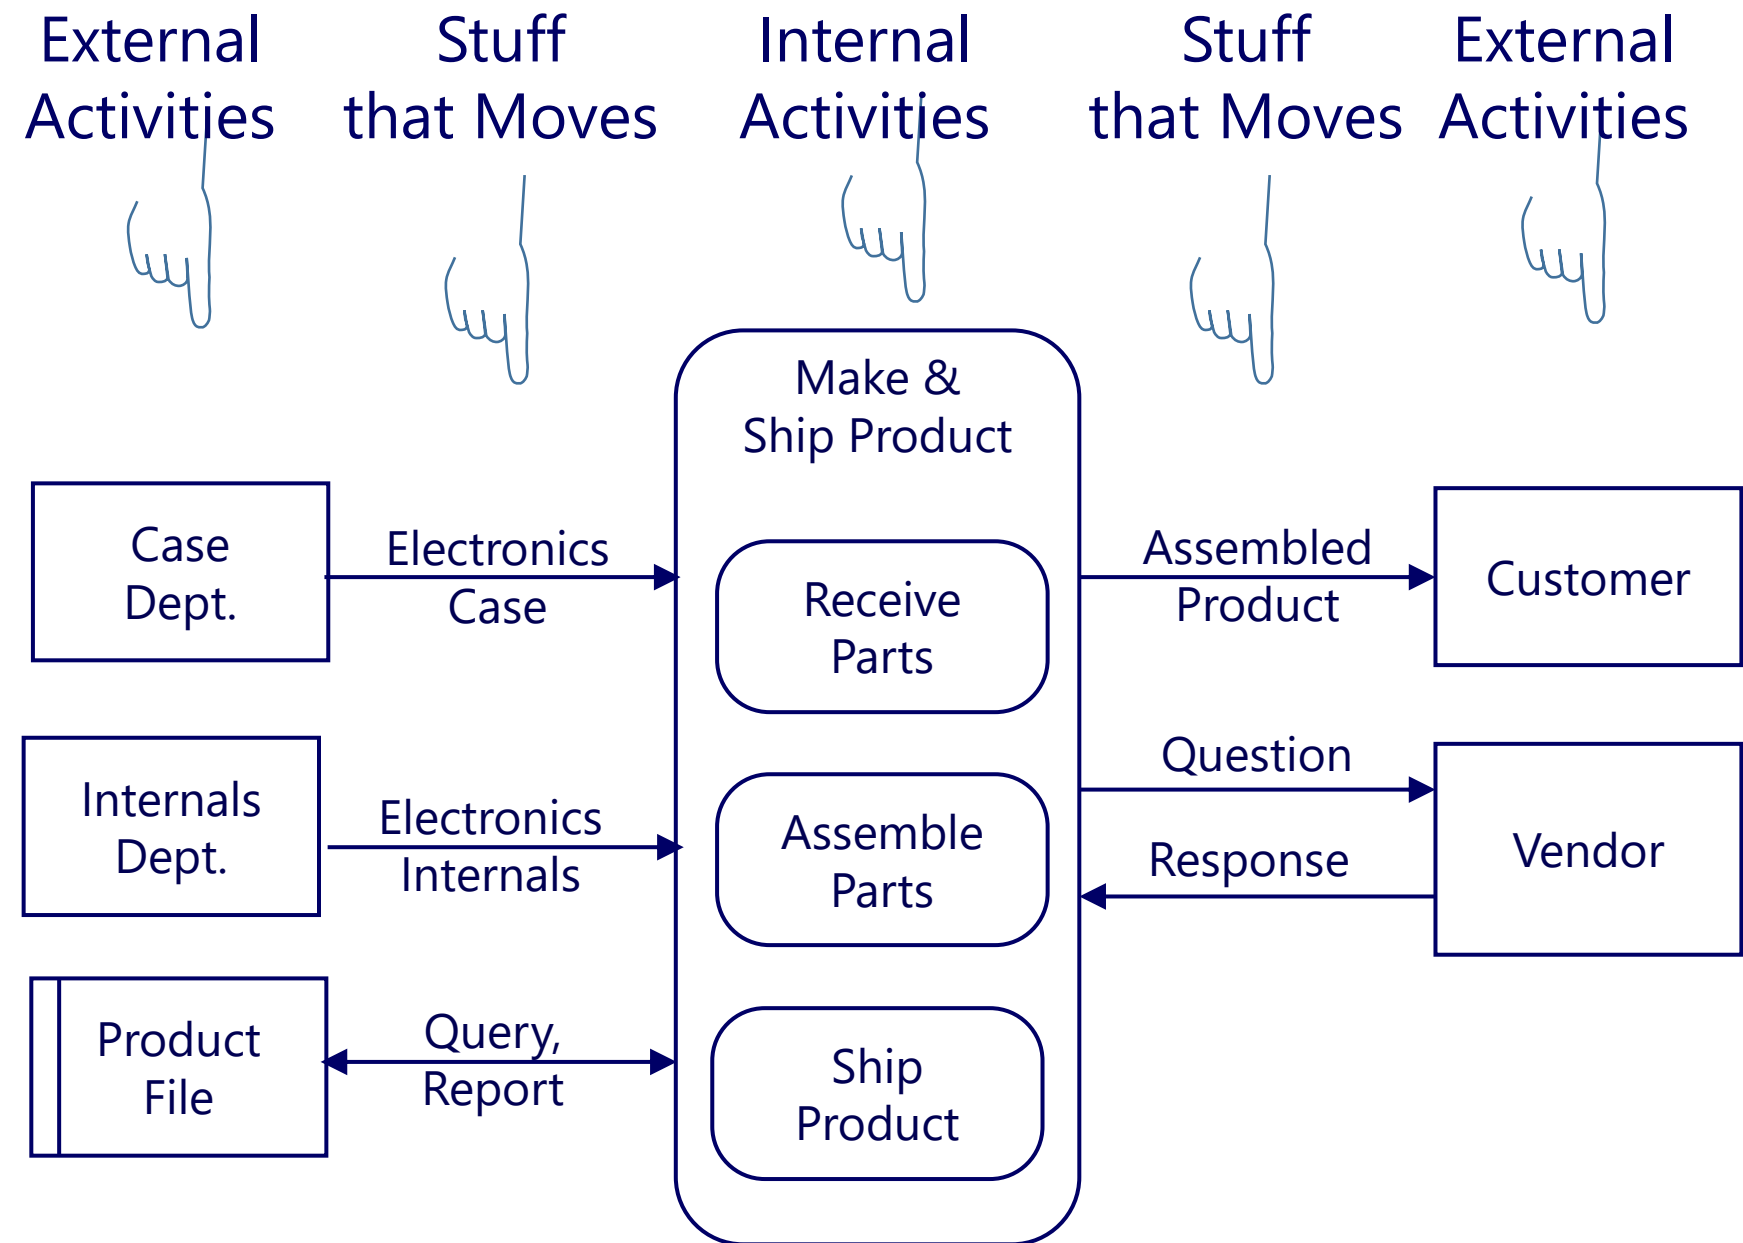 External
Activities
Stuff
that Moves
Internal
Activities
Stuff
that Moves
External
Activities
Make &
Ship Product
Case
Dept.
Electronics
Case
Receive
Parts
Assembled
Product
Customer
Internals
Dept.
Electronics
Internals
Assemble
Parts
Question
Response
Vendor
Product
File
Query,
Report
Ship
Product